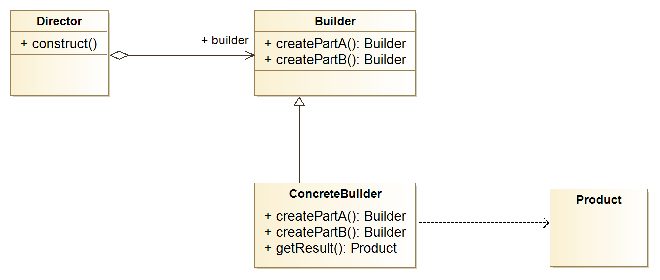 Director
+ construct()
+ builder
Builder
+ createPartA(): Builder
+ createPartB(): Builder
ConcreteBuilder
+ createPartA(): Builder
+ createPartB(): Builder
+ getResult(): Product
Product